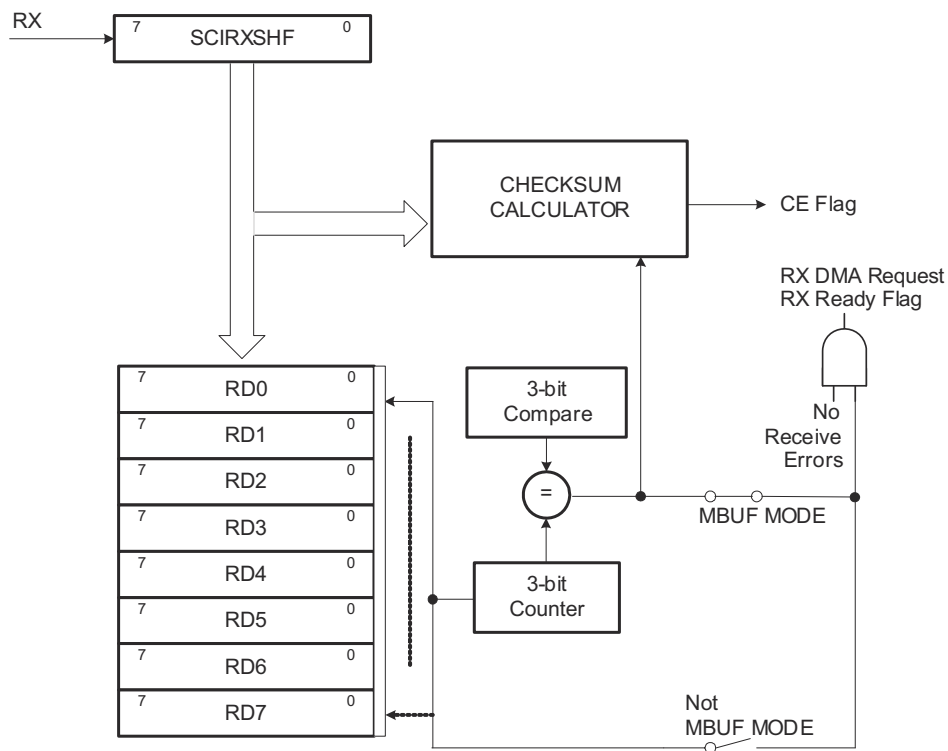 RX
7 SCIRXSHF 0
CHECKSUM
CALCULATOR
CE Flag
RX DMA Request
RX Ready Flag
No
Receive
Errors
7 RD0 0
7 RD1 0
7 RD2 0
7 RD3 0
7 RD4 0
7 RD5 0
7 RD6 0
7 RD7 0
3-bit
Compare
=
MBUF MODE
3-bit
Counter
Not
MBUF MODE